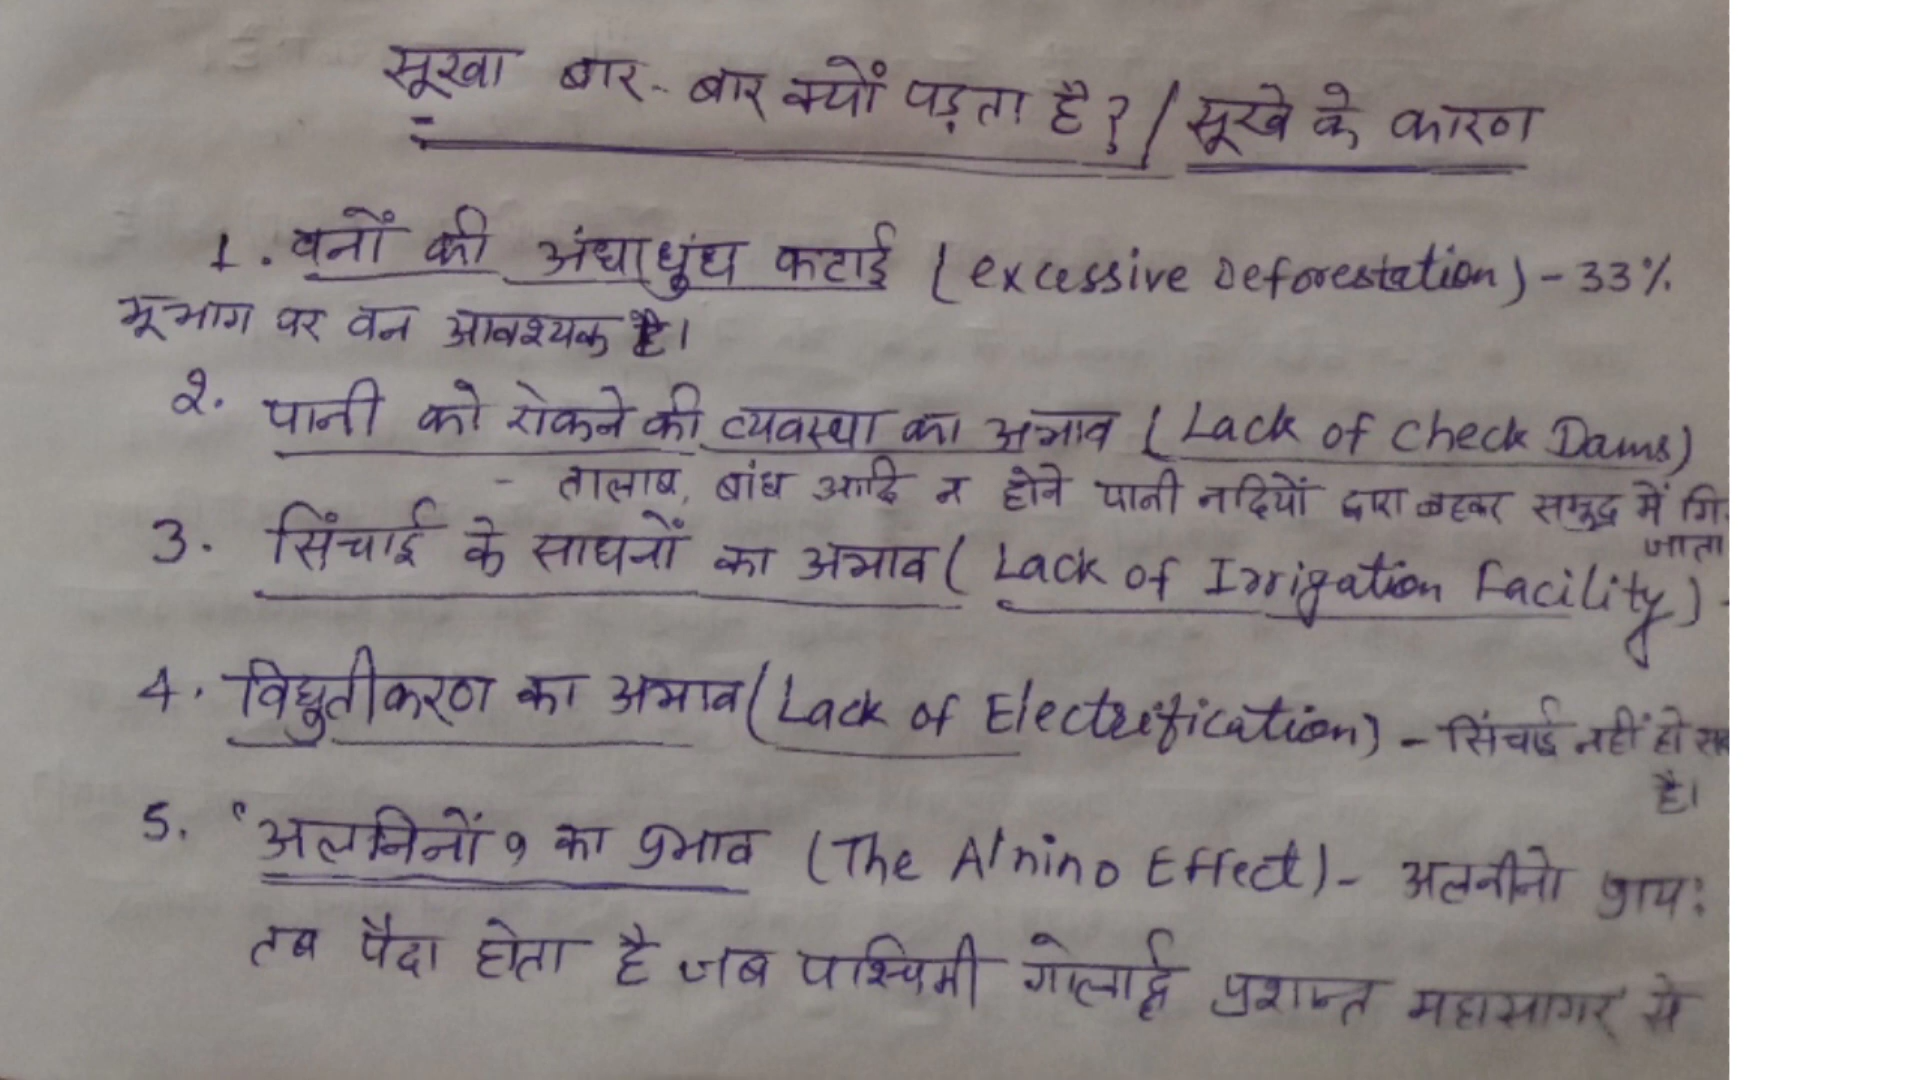 सूखा बार-बार क्यों पड़ता है? / सूखे के कारण
1. वनों की अंधाधुंध कटाई (excessive Deforestation) - 33%
भूभाग पर वन आवश्यक है।
2. पानी को रोकने की व्यवस्था का अभाव (Lack of Check Dams)
- तालाब, बांध आदि न होने पानी नदियों द्वारा बहकर समुद्र में गि
जाता
3. सिंचाई के साधनों का अभाव (Lack of Irrigation Facility) -
4. विद्युतीकरण का अभाव (Lack of Electrification) - सिंचाई नहीं हो सक
है।
5. 'अलनिनों' का प्रभाव (The Alnino Effect) - अलनीनो प्राय:
तब पैदा होता है जब पश्चिमी गोलार्द्ध प्रशान्त महासागर से